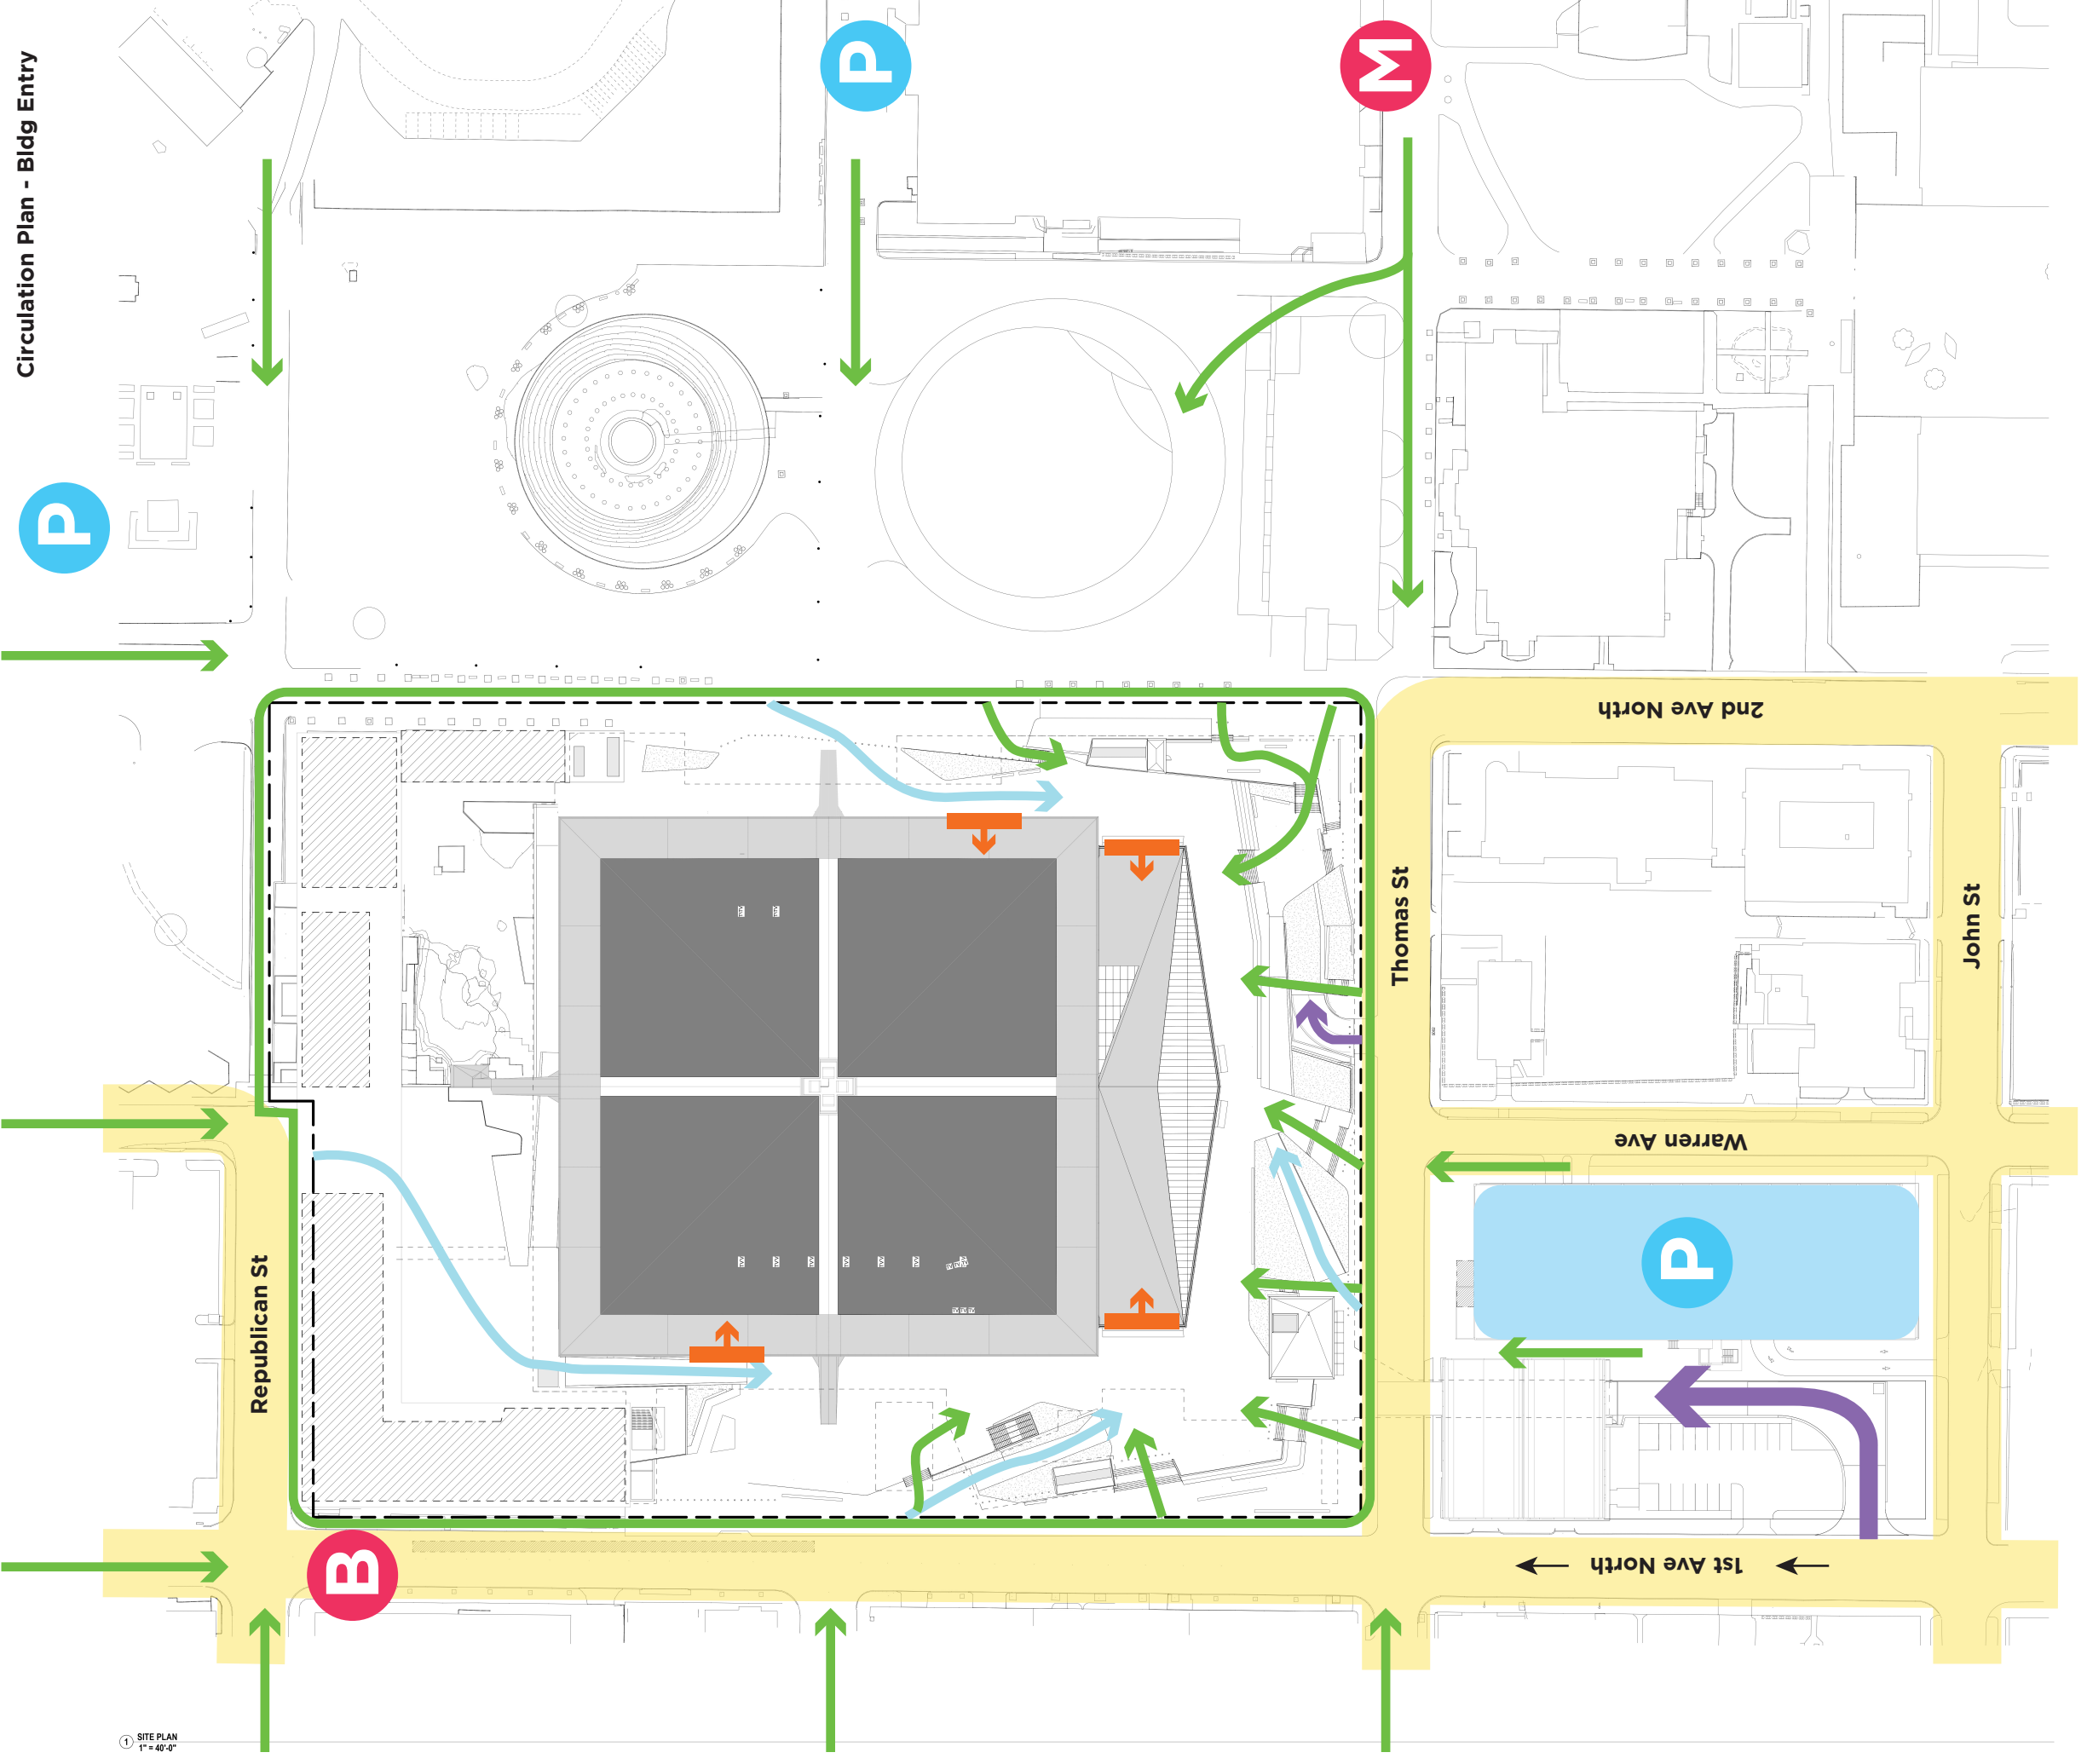 Circulation Plan - Bldg Entry
P
M
P
2nd Ave North
Thomas St
John St
Warren Ave
Republican St
P
1st Ave North
B
1 SITE PLAN
1" = 40'-0"